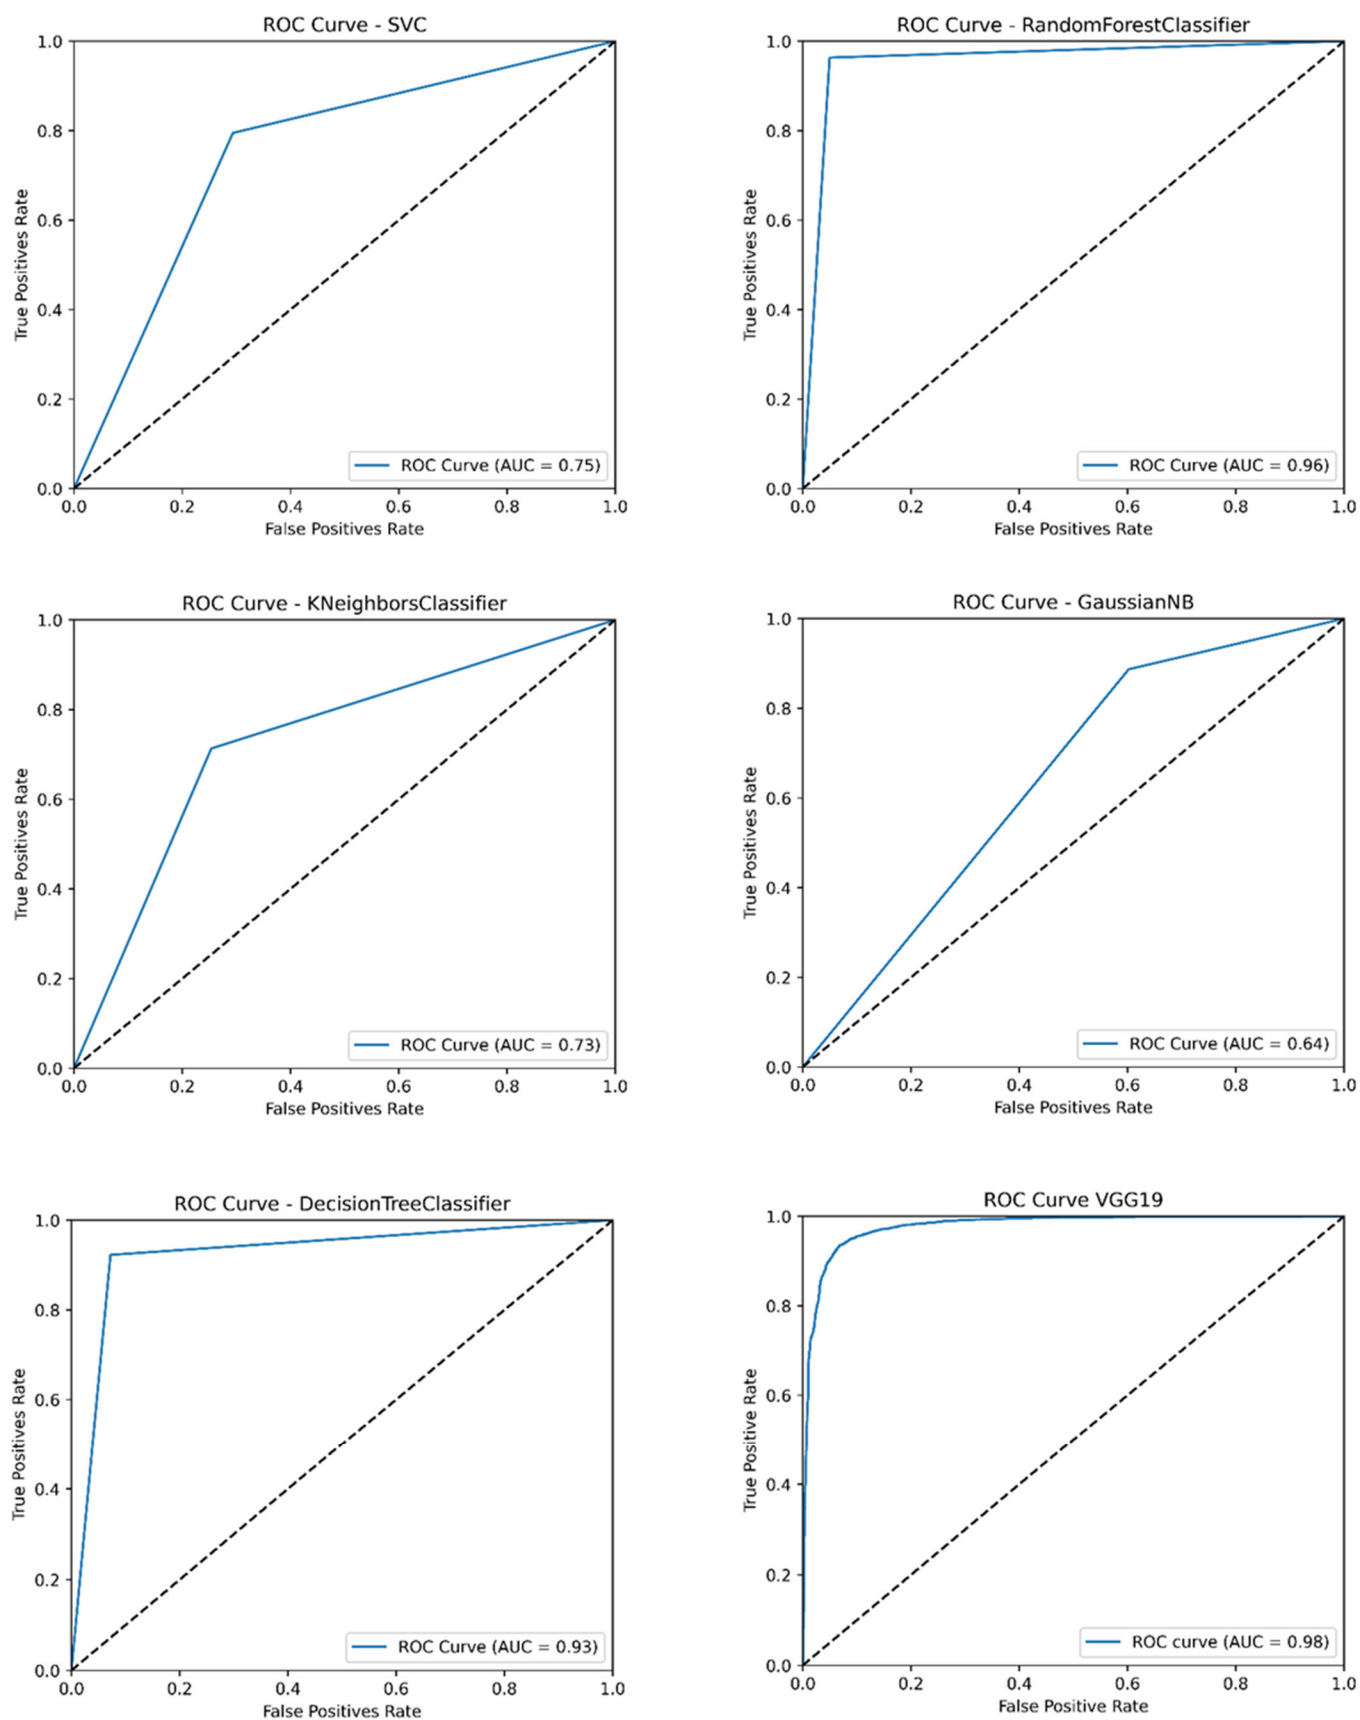 ROC Curve - SVC
1.0
0.8
0.6
0.4
0.2
0.0
True Positives Rate
ROC Curve (AUC = 0.75)
0.0 0.2 0.4 0.6 0.8 1.0
False Positives Rate
ROC Curve - RandomForestClassifier
1.0
0.8
0.6
0.4
0.2
0.0
True Positives Rate
ROC Curve (AUC = 0.96)
0.0 0.2 0.4 0.6 0.8 1.0
False Positives Rate
ROC Curve - KNeighborsClassifier
1.0
0.8
0.6
0.4
0.2
0.0
True Positives Rate
ROC Curve (AUC = 0.73)
0.0 0.2 0.4 0.6 0.8 1.0
False Positives Rate
ROC Curve - GaussianNB
1.0
0.8
0.6
0.4
0.2
0.0
True Positives Rate
ROC Curve (AUC = 0.64)
0.0 0.2 0.4 0.6 0.8 1.0
False Positives Rate
ROC Curve - DecisionTreeClassifier
1.0
0.8
0.6
0.4
0.2
0.0
True Positives Rate
ROC Curve (AUC = 0.93)
0.0 0.2 0.4 0.6 0.8 1.0
False Positives Rate
ROC Curve VGG19
1.0
0.8
0.6
0.4
0.2
0.0
True Positive Rate
ROC curve (AUC = 0.98)
0.0 0.2 0.4 0.6 0.8 1.0
False Positive Rate